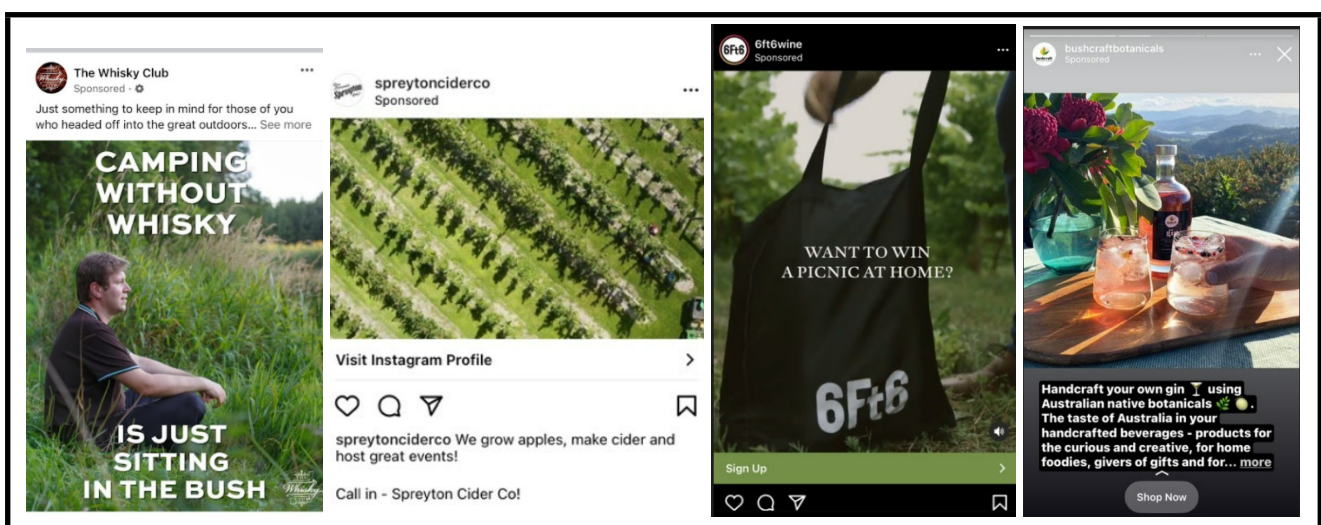 The Whisky Club
Sponsored ·
Just something to keep in mind for those of you
who headed off into the great outdoors... See more
CAMPING
WITHOUT
WHISKY
IS JUST
SITTING
IN THE BUSH
Whisky
spreytonciderco
Sponsored
Visit Instagram Profile
spreytonciderco We grow apples, make cider and
host great events!
Call in - Spreyton Cider Co!
6Ft6
6ft6wine
Sponsored
WANT TO WIN
A PICNIC AT HOME?
6Ft6
Sign Up
bushcraftbotanicals
Sponsored
Handcraft your own gin 🍸 using
Australian native botanicals 🌿 🍋.
The taste of Australia in your
handcrafted beverages - products for
the curious and creative, for home
foodies, givers of gifts and for... more
Shop Now